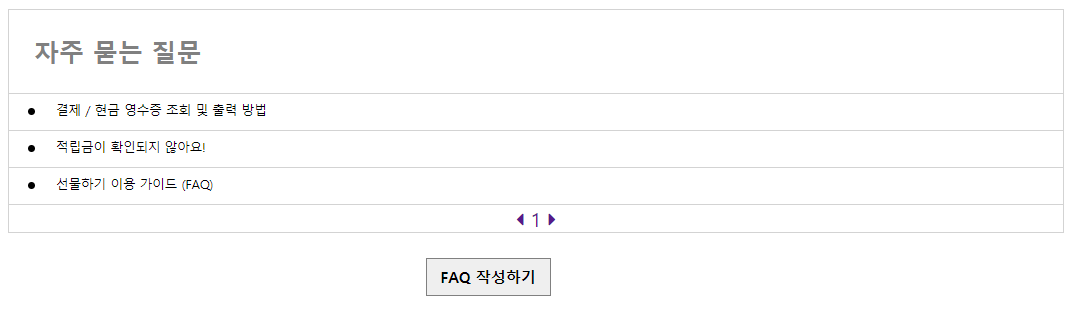 자주 묻는 질문
결제 / 현금 영수증 조회 및 출력 방법
적립금이 확인되지 않아요!
선물하기 이용 가이드 (FAQ)
1
FAQ 작성하기